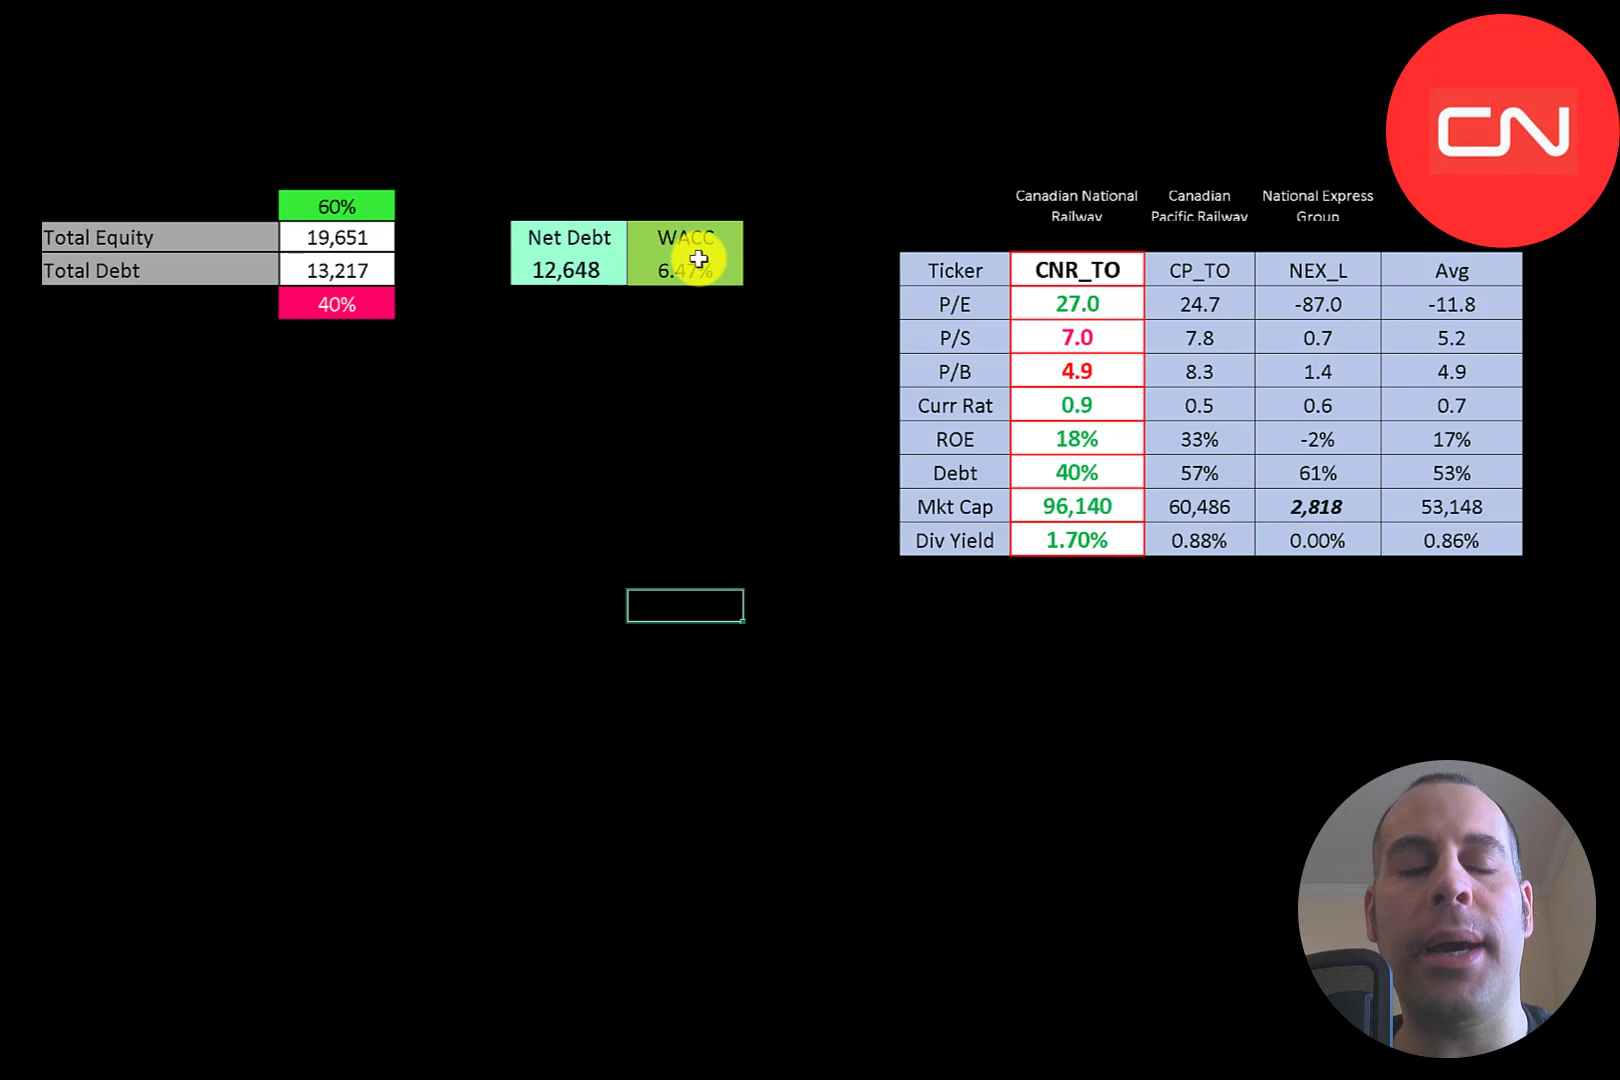 CN
60%
Total Equity 19,651
Total Debt 13,217
40%
Net Debt WACC
12,648 6.47%
Canadian National Railway
Canadian Pacific Railway
National Express Group
Ticker CNR_TO CP_TO NEX_L Avg
P/E 27.0 24.7 -87.0 -11.8
P/S 7.0 7.8 0.7 5.2
P/B 4.9 8.3 1.4 4.9
Curr Rat 0.9 0.5 0.6 0.7
ROE 18% 33% -2% 17%
Debt 40% 57% 61% 53%
Mkt Cap 96,140 60,486 2,818 53,148
Div Yield 1.70% 0.88% 0.00% 0.86%